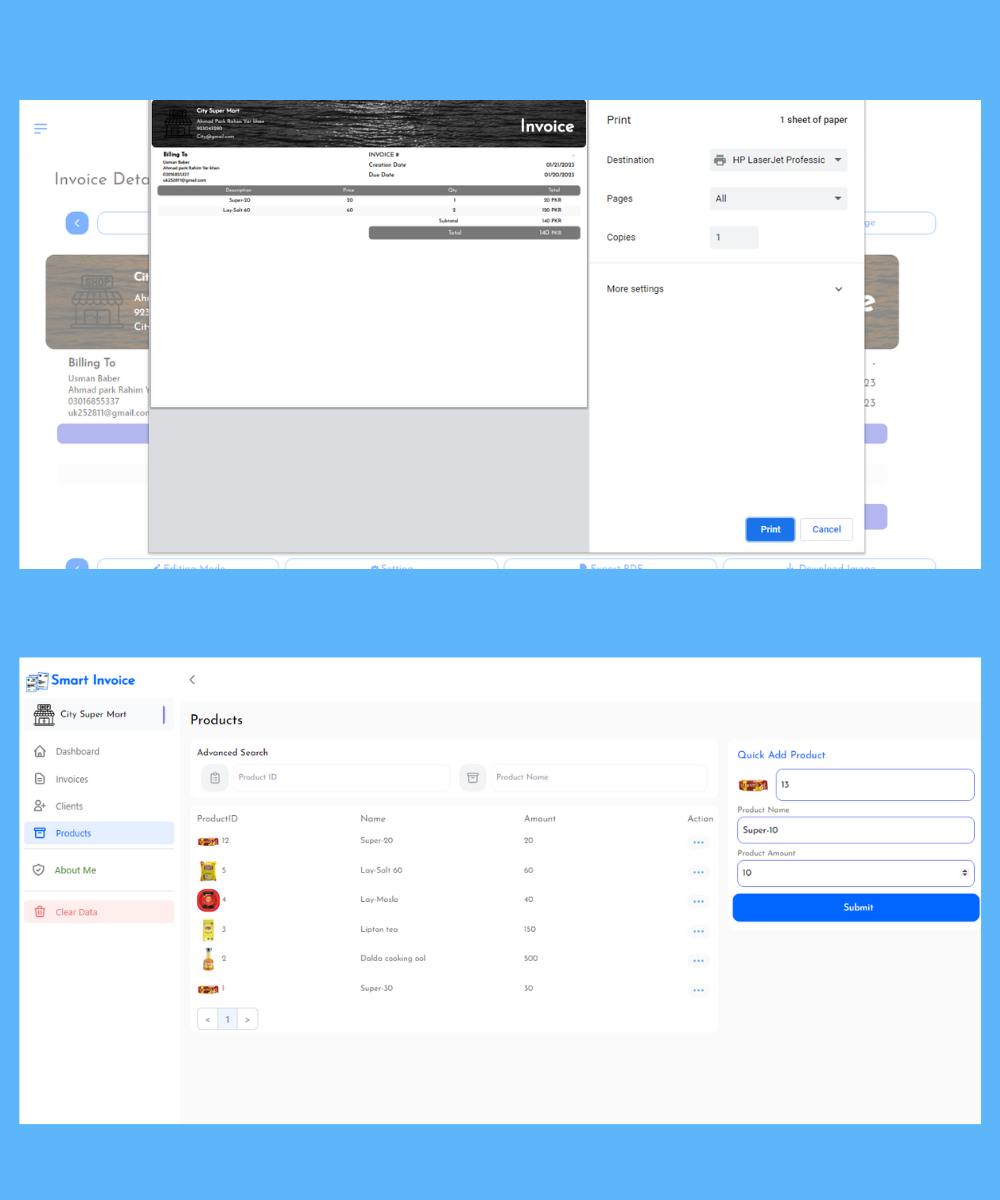 City Super Mart
Ahmad Park Rahim Yar khan
City@gmail.com
Invoice
Billing To
Usman Baber
Ahmad park Rahim Yar khan
03016855337
uk252811@gmail.com
INVOICE # -
Creation Date 01/21/2023
Due Date 01/20/2023
Description Price Qty Total
Super-20 20 1 20 PKR
Lay-Salt 60 60 2 120 PKR
Subtotal 140 PKR
Total 140 PKR
Print 1 sheet of paper
Destination HP LaserJet Professic
Pages All
Copies 1
More settings
Print Cancel
Invoice Deta
ge
SHOP
Cit
Ah
923
Cit
e
Billing To -
Usman Baber 23
Ahmad park Rahim Y
03016855337 23
uk252811@gmail.con
Editing Mode Setting Export PDF Download Image
Smart Invoice
City Super Mart
Dashboard
Invoices
Clients
Products
About Me
Clear Data
Products
Advanced Search
Product ID Product Name
ProductID Name Amount Action
12 Super-20 20 ...
5 Lay-Salt 60 60 ...
4 Lay-Masla 40 ...
3 Lipton tea 150 ...
2 Dalda cooking oal 500 ...
1 Super-30 30 ...
< 1 >
Quick Add Product
13
Product Name
Super-10
Product Amount
10
Submit